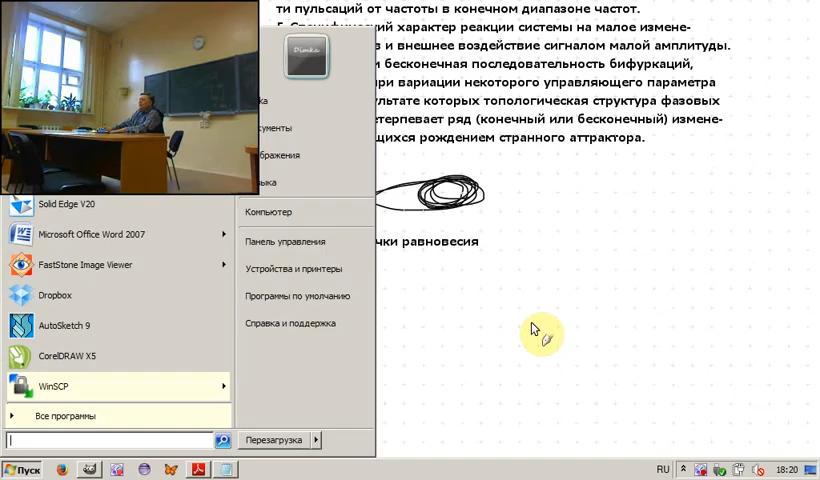 ти пульсаций от частоты в конечном диапазоне частот.
5. Специфический характер реакции системы на малое измене-
з и внешнее воздействие сигналом малой амплитуды.
и бесконечная последовательность бифуркаций,
при вариации некоторого управляющего параметра
ультате которых топологическая структура фазовых
етерпевает ряд (конечный или бесконечный) измене-
щихся рождением странного аттрактора.
чки равновесия
Dimka
ка
кументы
бражения
зыка
Компьютер
Панель управления
Устройства и принтеры
Программы по умолчанию
Справка и поддержка
Solid Edge V20
Microsoft Office Word 2007
FastStone Image Viewer
Dropbox
AutoSketch 9
CorelDRAW X5
WinSCP
Все программы
Перезагрузка
Пуск
RU
18:20